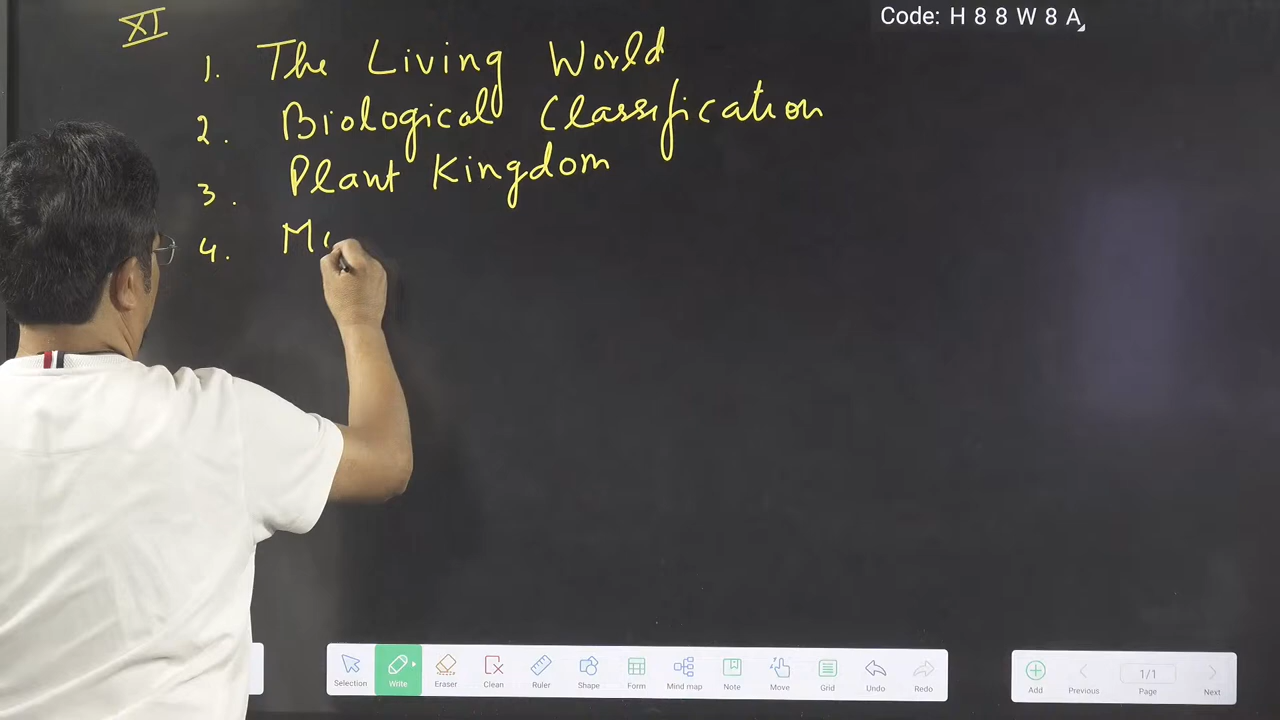 XI
Code: H 8 8 W 8 A
1. The Living World
2. Biological Classification
3. Plant Kingdom
4. M
Selection
Write
Eraser
Clean
Ruler
Shape
Form
Mind map
Note
Move
Grid
Undo
Redo
Add
Previous
1/1
Page
Next